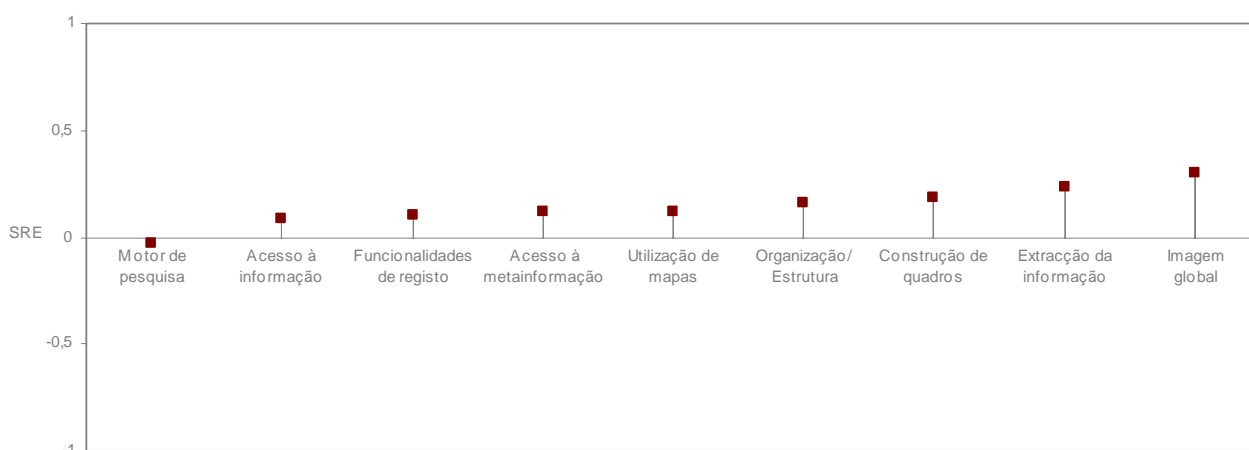 1
0,5
SRE
0
-0,5
-1
Motor de
pesquisa
Acesso à
informação
Funcionalidades
de registo
Acesso à
metainformação
Utilização de
mapas
Organização/
Estrutura
Construção de
quadros
Extracção da
informação
Imagem
global